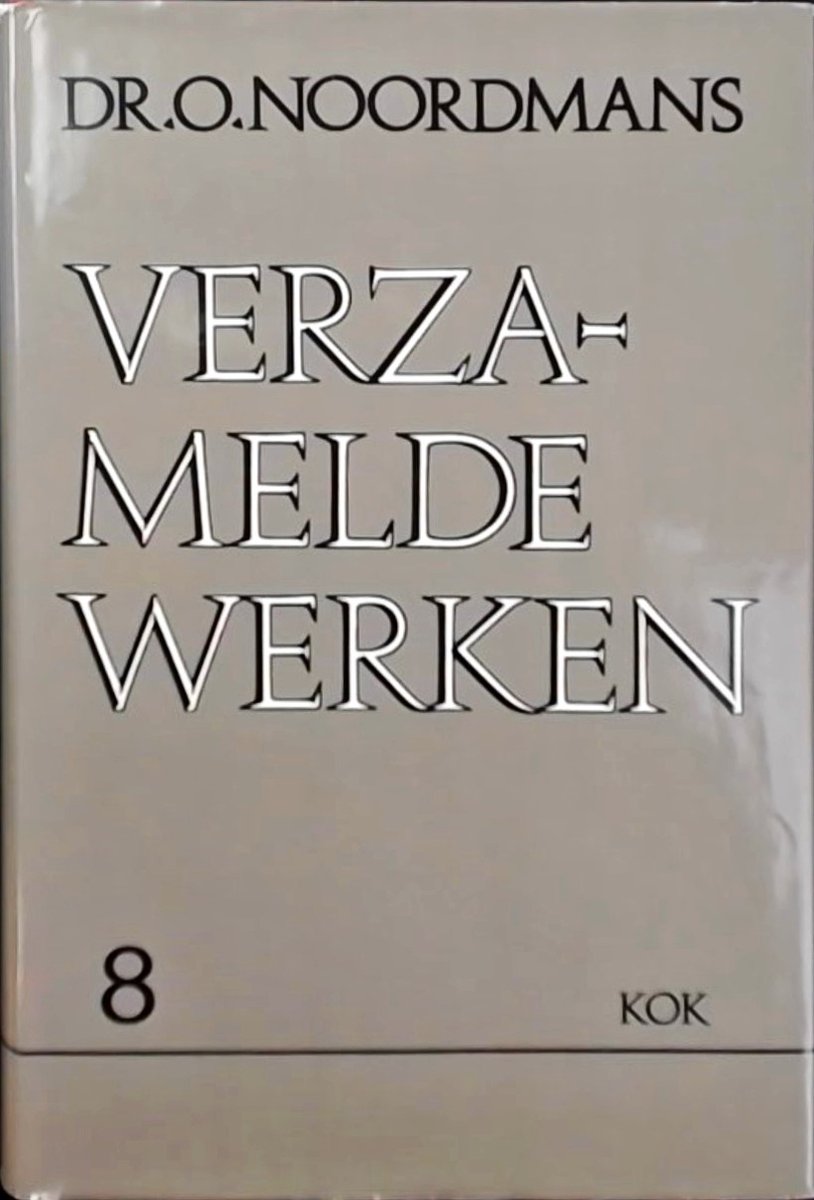 DR. O. NOORDMANS
VERZA-
MELDE
WERKEN
8
KOK